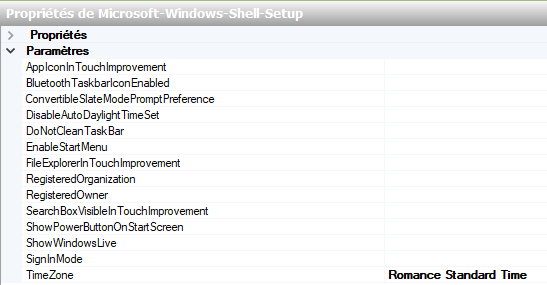 Propriétés de Microsoft-Windows-Shell-Setup
Propriétés
Paramètres
AppIconInTouchImprovement
BluetoothTaskbarIconEnabled
ConvertibleSlateModePromptPreference
DisableAutoDaylightTimeSet
DoNotCleanTaskBar
EnableStartMenu
FileExplorerInTouchImprovement
RegisteredOrganization
RegisteredOwner
SearchBoxVisibleInTouchImprovement
ShowPowerButtonOnStartScreen
ShowWindowsLive
SignInMode
TimeZone Romance Standard Time